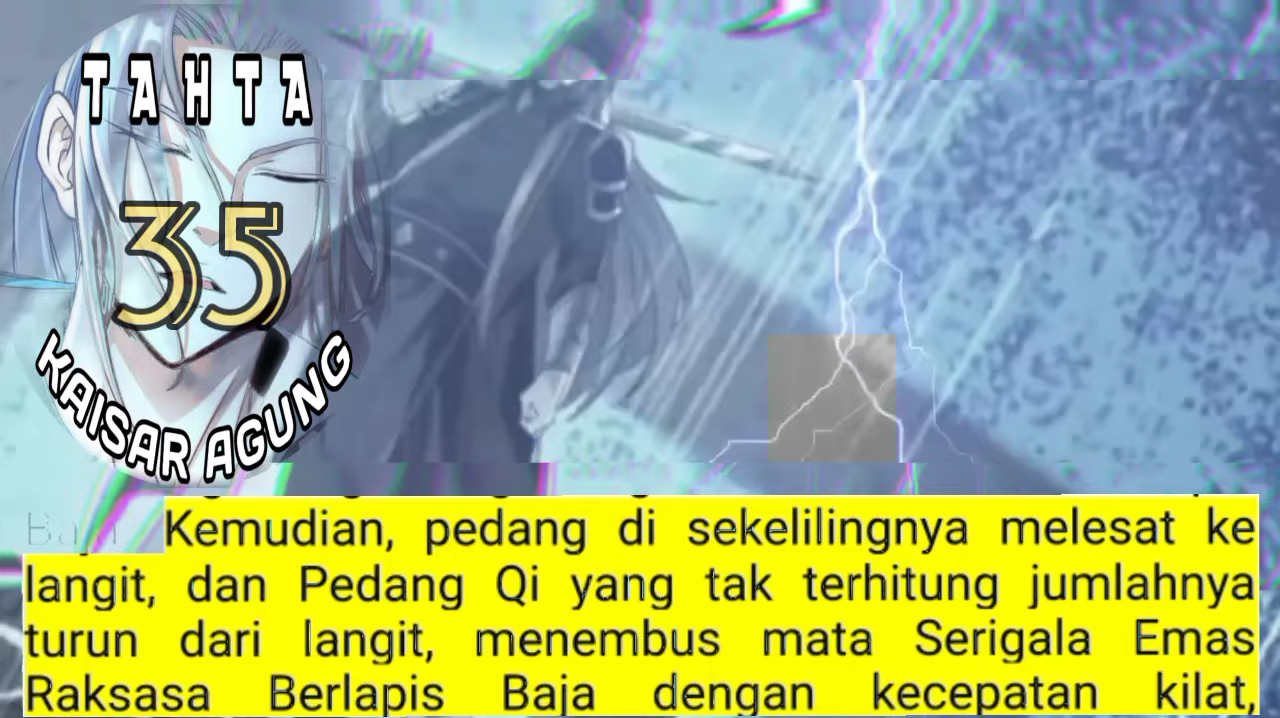 TAHTA
35
KAISAR AGUNG
Kemudian, pedang di sekelilingnya melesat ke
langit, dan Pedang Qi yang tak terhitung jumlahnya
turun dari langit, menembus mata Serigala Emas
Raksasa Berlapis Baja dengan kecepatan kilat,